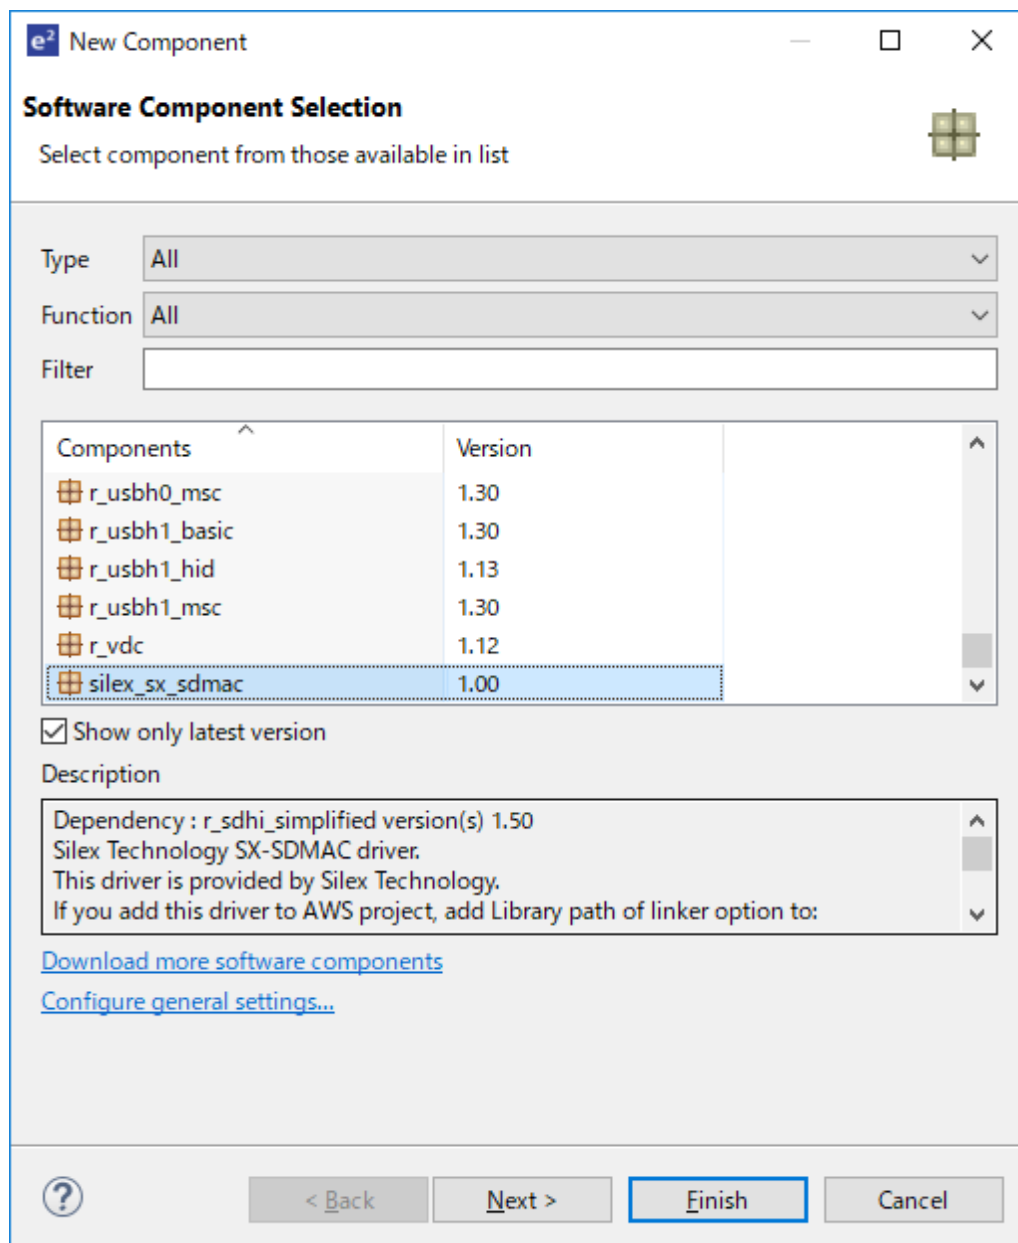 e² New Component
Software Component Selection
Select component from those available in list
Type All
Function All
Filter
Components Version
r_usbh0_msc 1.30
r_usbh1_basic 1.30
r_usbh1_hid 1.13
r_usbh1_msc 1.30
r_vdc 1.12
silex_sx_sdmac 1.00
Show only latest version
Description
Dependency : r_sdhi_simplified version(s) 1.50
Silex Technology SX-SDMAC driver.
This driver is provided by Silex Technology.
If you add this driver to AWS project, add Library path of linker option to:
Download more software components
Configure general settings...
? < Back Next > Finish Cancel